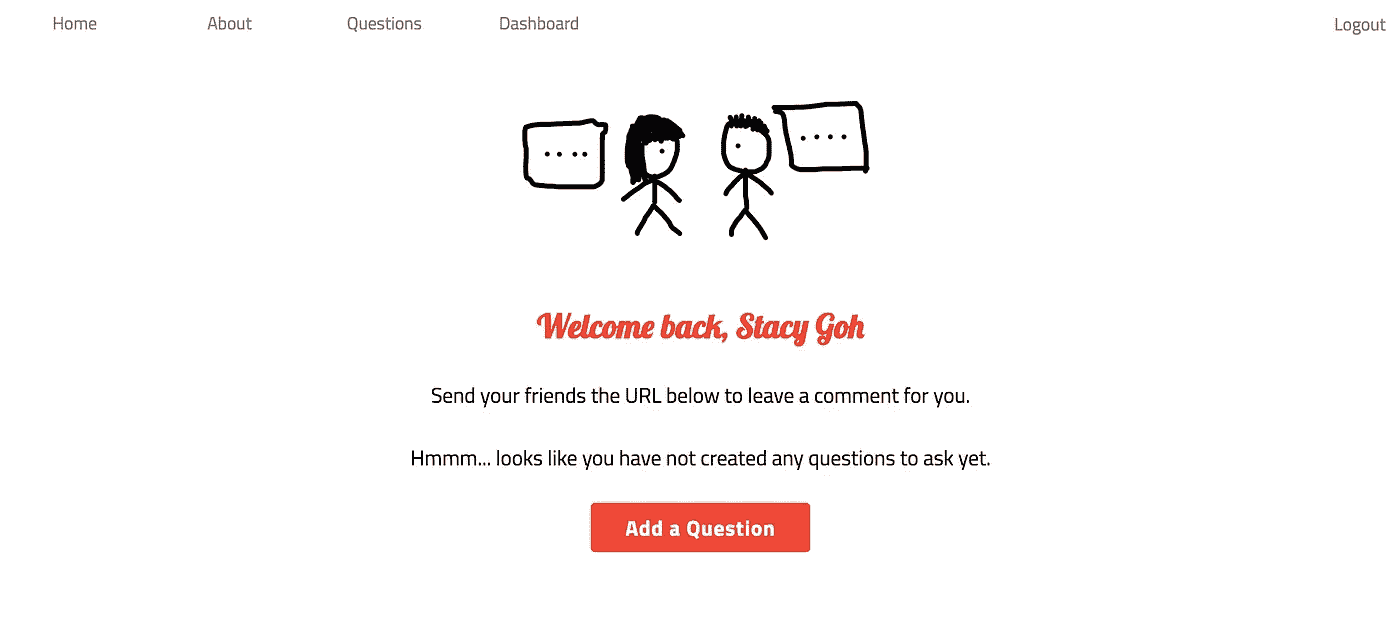 Home About Questions Dashboard Logout
Welcome back, Stacy Goh
Send your friends the URL below to leave a comment for you.
Hmmm... looks like you have not created any questions to ask yet.
Add a Question